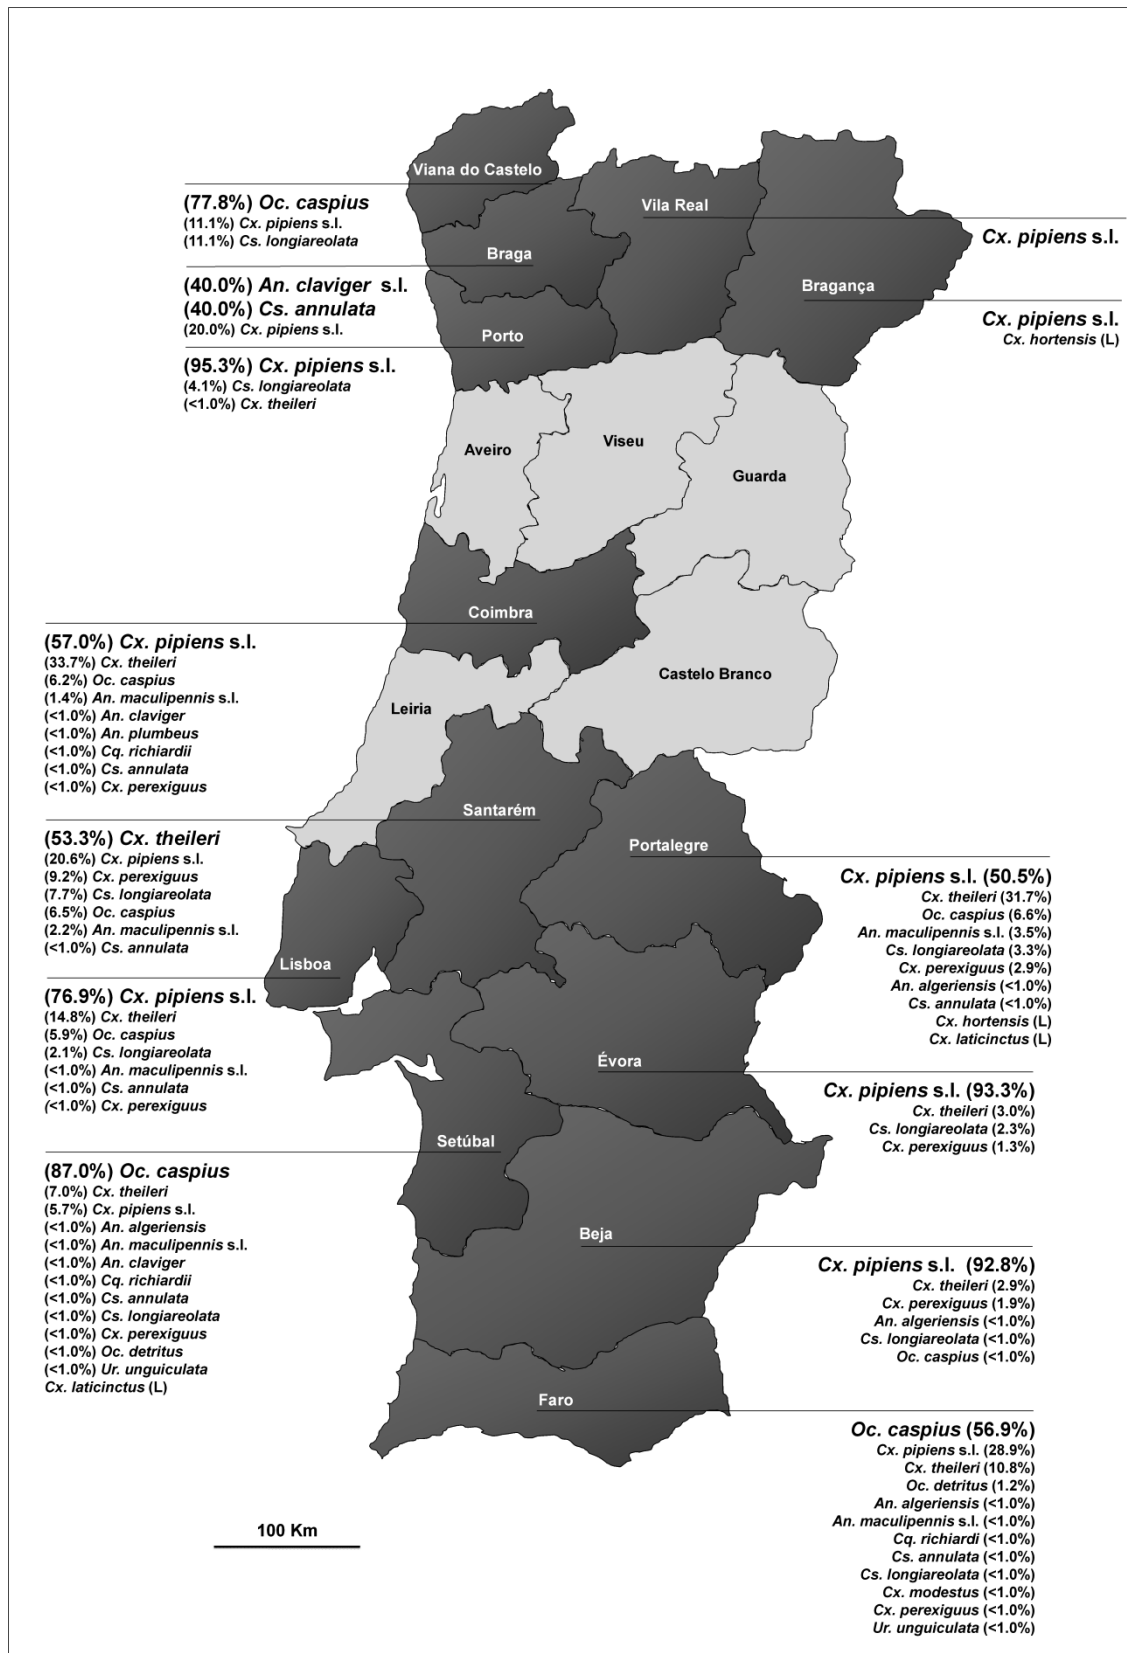 Viana do Castelo
(77.8%) Oc. caspius
(11.1%) Cx. pipiens s.l.
(11.1%) Cs. longiareolata
Braga
(40.0%) An. claviger s.l.
(40.0%) Cs. annulata
(20.0%) Cx. pipiens s.l.
Porto
(95.3%) Cx. pipiens s.l.
(4.1%) Cs. longiareolata
(<1.0%) Cx. theileri
Vila Real
Cx. pipiens s.l.
Bragança
Cx. pipiens s.l.
Cx. hortensis (L)
Aveiro
Viseu
Guarda
Coimbra
(57.0%) Cx. pipiens s.l.
(33.7%) Cx. theileri
(6.2%) Oc. caspius
(1.4%) An. maculipennis s.l.
(<1.0%) An. claviger
(<1.0%) An. plumbeus
(<1.0%) Cq. richiardii
(<1.0%) Cs. annulata
(<1.0%) Cx. perexiguus
Castelo Branco
Leiria
Santarém
(53.3%) Cx. theileri
(20.6%) Cx. pipiens s.l.
(9.2%) Cx. perexiguus
(7.7%) Cs. longiareolata
(6.5%) Oc. caspius
(2.2%) An. maculipennis s.l.
(<1.0%) Cs. annulata
Lisboa
(76.9%) Cx. pipiens s.l.
(14.8%) Cx. theileri
(5.9%) Oc. caspius
(2.1%) Cs. longiareolata
(<1.0%) An. maculipennis s.l.
(<1.0%) Cs. annulata
(<1.0%) Cx. perexiguus
Setúbal
(87.0%) Oc. caspius
(7.0%) Cx. theileri
(5.7%) Cx. pipiens s.l.
(<1.0%) An. algeriensis
(<1.0%) An. maculipennis s.l.
(<1.0%) An. claviger
(<1.0%) Cq. richiardii
(<1.0%) Cs. annulata
(<1.0%) Cs. longiareolata
(<1.0%) Cx. perexiguus
(<1.0%) Oc. detritus
(<1.0%) Ur. unguiculata
Cx. laticinctus (L)
Portalegre
Cx. pipiens s.l. (50.5%)
Cx. theileri (31.7%)
Oc. caspius (6.6%)
An. maculipennis s.l. (3.5%)
Cs. longiareolata (3.3%)
Cx. perexiguus (2.9%)
An. algeriensis (<1.0%)
Cs. annulata (<1.0%)
Cx. hortensis (L)
Cx. laticinctus (L)
Évora
Cx. pipiens s.l. (93.3%)
Cx. theileri (3.0%)
Cs. longiareolata (2.3%)
Cx. perexiguus (1.3%)
Beja
Cx. pipiens s.l. (92.8%)
Cx. theileri (2.9%)
Cx. perexiguus (1.9%)
An. algeriensis (<1.0%)
Cs. longiareolata (<1.0%)
Oc. caspius (<1.0%)
Faro
Oc. caspius (56.9%)
Cx. pipiens s.l. (28.9%)
Cx. theileri (10.8%)
Oc. detritus (1.2%)
An. algeriensis (<1.0%)
An. maculipennis s.l. (<1.0%)
Cq. richiardi (<1.0%)
Cs. annulata (<1.0%)
Cs. longiareolata (<1.0%)
Cx. modestus (<1.0%)
Cx. perexiguus (<1.0%)
Ur. unguiculata (<1.0%)
100 Km